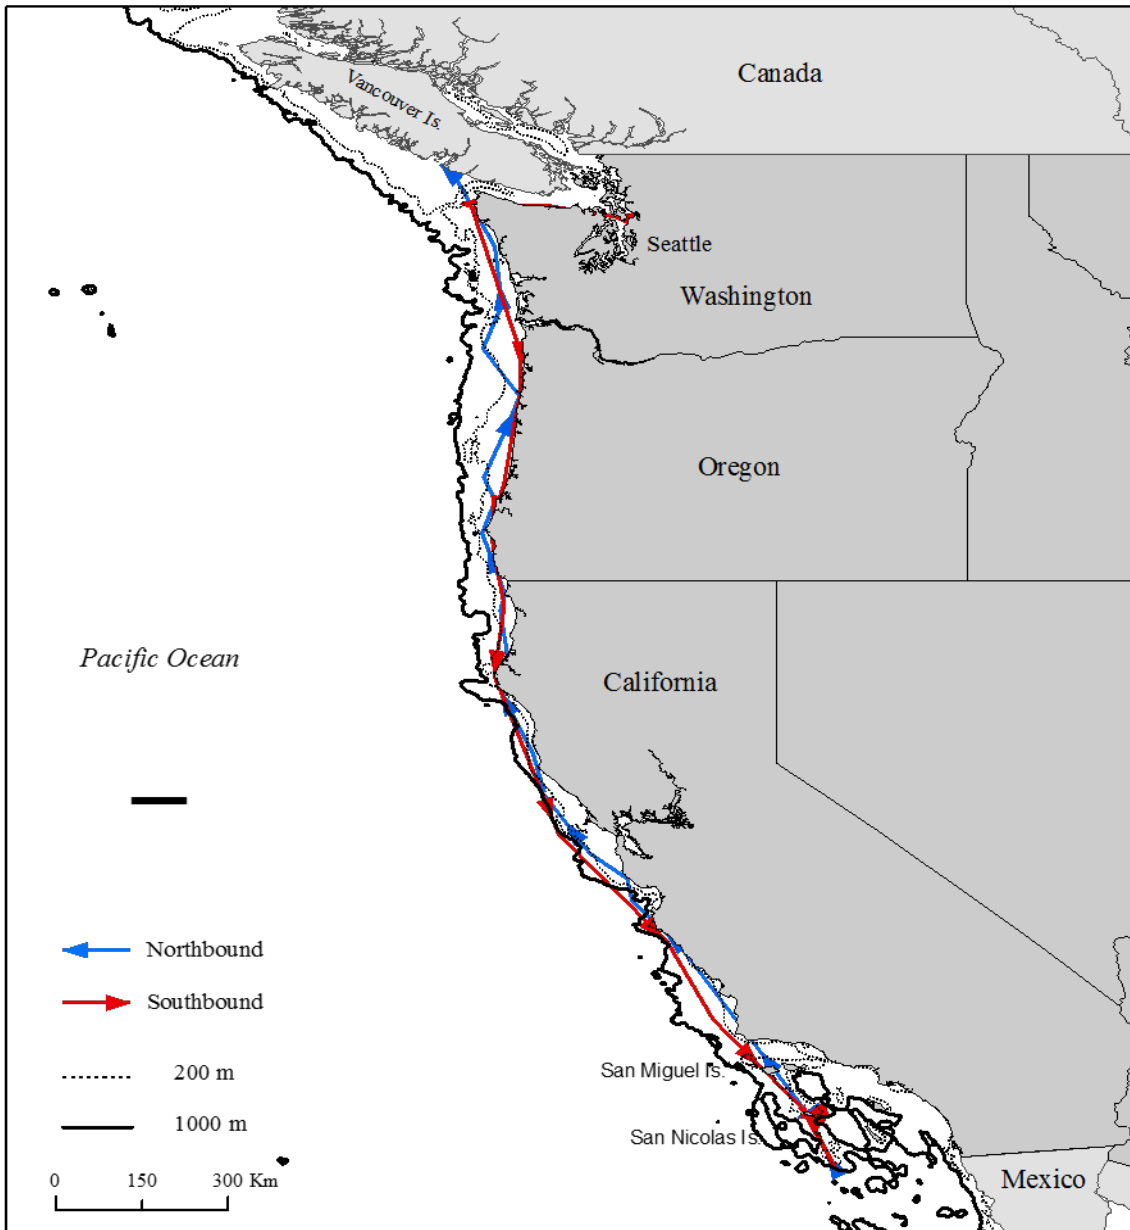 Canada
Vancouver Is.
Seattle
Washington
Oregon
Pacific Ocean
California
Northbound
Southbound
San Miguel Is.
200 m
1000 m
San Nicolas Is.
Mexico
0 150 300 Km